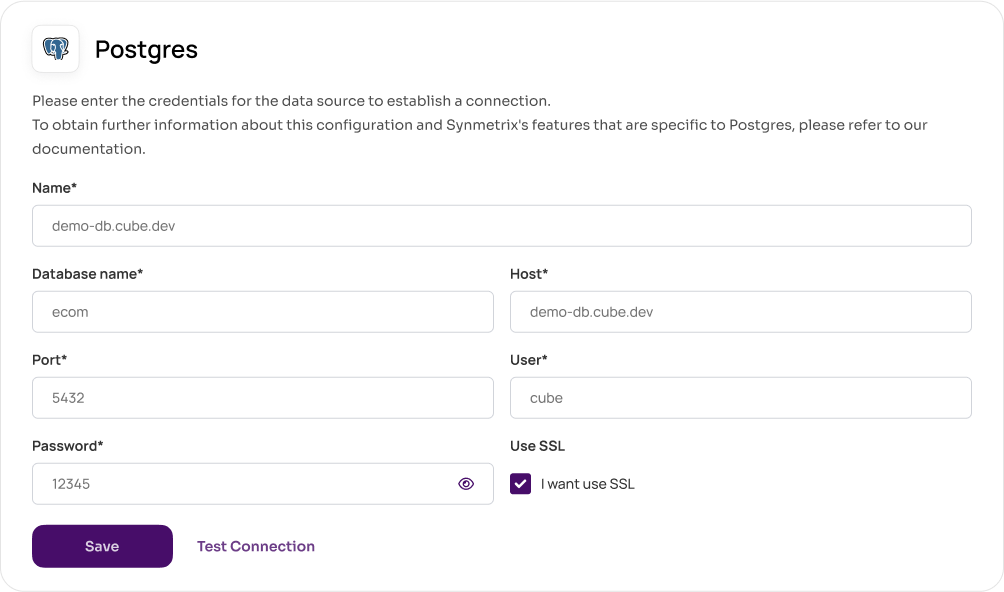 Postgres
Please enter the credentials for the data source to establish a connection.
To obtain further information about this configuration and Synmetrix's features that are specific to Postgres, please refer to our
documentation.
Name*
demo-db.cube.dev
Database name*
Host*
ecom
demo-db.cube.dev
Port*
User*
5432
cube
Password*
Use SSL
12345
I want use SSL
Save
Test Connection